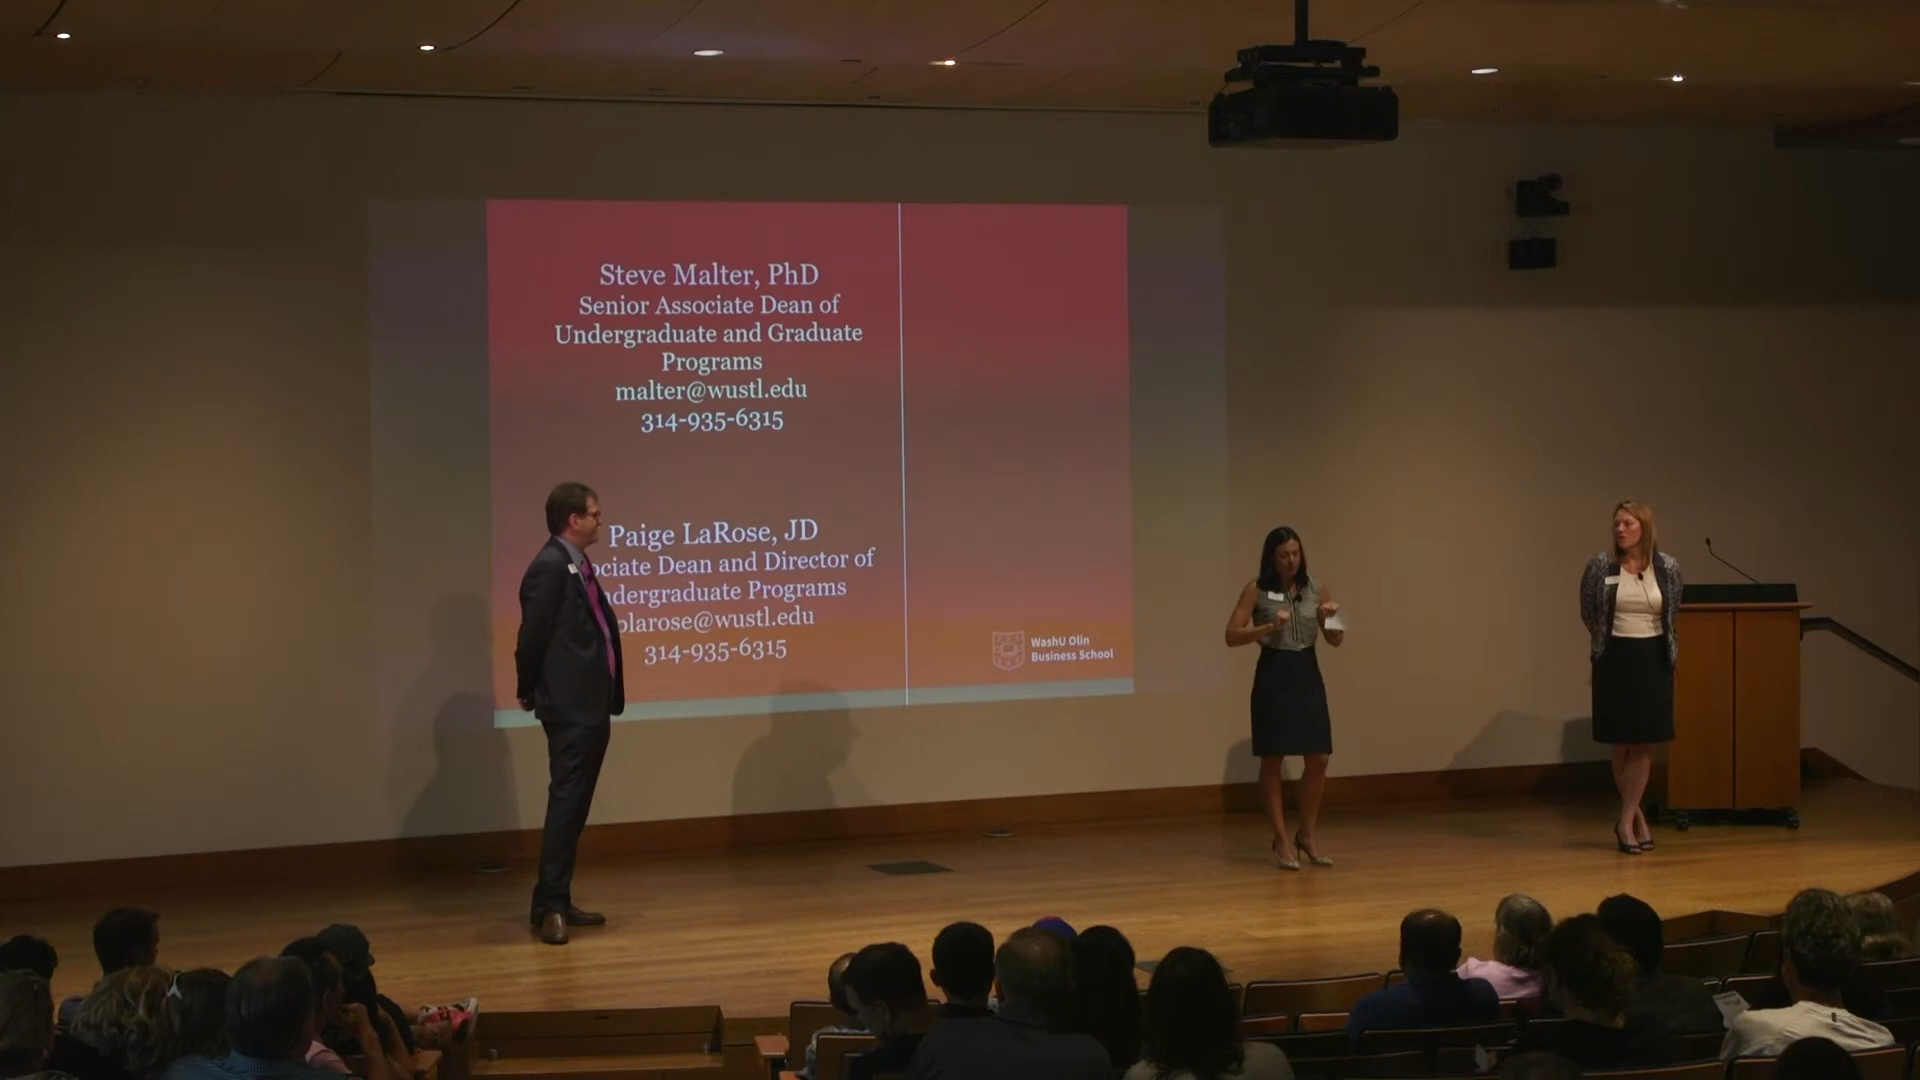 Steve Malter, PhD
Senior Associate Dean of
Undergraduate and Graduate
Programs
malter@wustl.edu
314-935-6315
Paige LaRose, JD
ociate Dean and Director of
ndergraduate Programs
plarose@wustl.edu
314-935-6315
WashU Olin
Business School